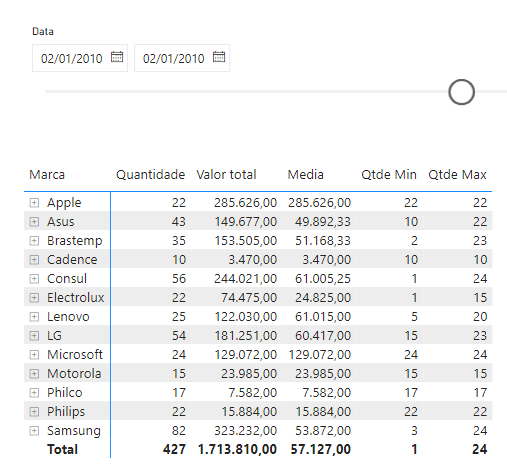 Data
02/01/2010 02/01/2010
Marca Quantidade Valor total Media Qtde Min Qtde Max
Apple 22 285.626,00 285.626,00 22 22
Asus 43 149.677,00 49.892,33 10 22
Brastemp 35 153.505,00 51.168,33 2 23
Cadence 10 3.470,00 3.470,00 10 10
Consul 56 244.021,00 61.005,25 1 24
Electrolux 22 74.475,00 24.825,00 1 15
Lenovo 25 122.030,00 61.015,00 5 20
LG 54 181.251,00 60.417,00 15 23
Microsoft 24 129.072,00 129.072,00 24 24
Motorola 15 23.985,00 23.985,00 15 15
Philco 17 7.582,00 7.582,00 17 17
Philips 22 15.884,00 15.884,00 22 22
Samsung 82 323.232,00 53.872,00 3 24
Total 427 1.713.810,00 57.127,00 1 24